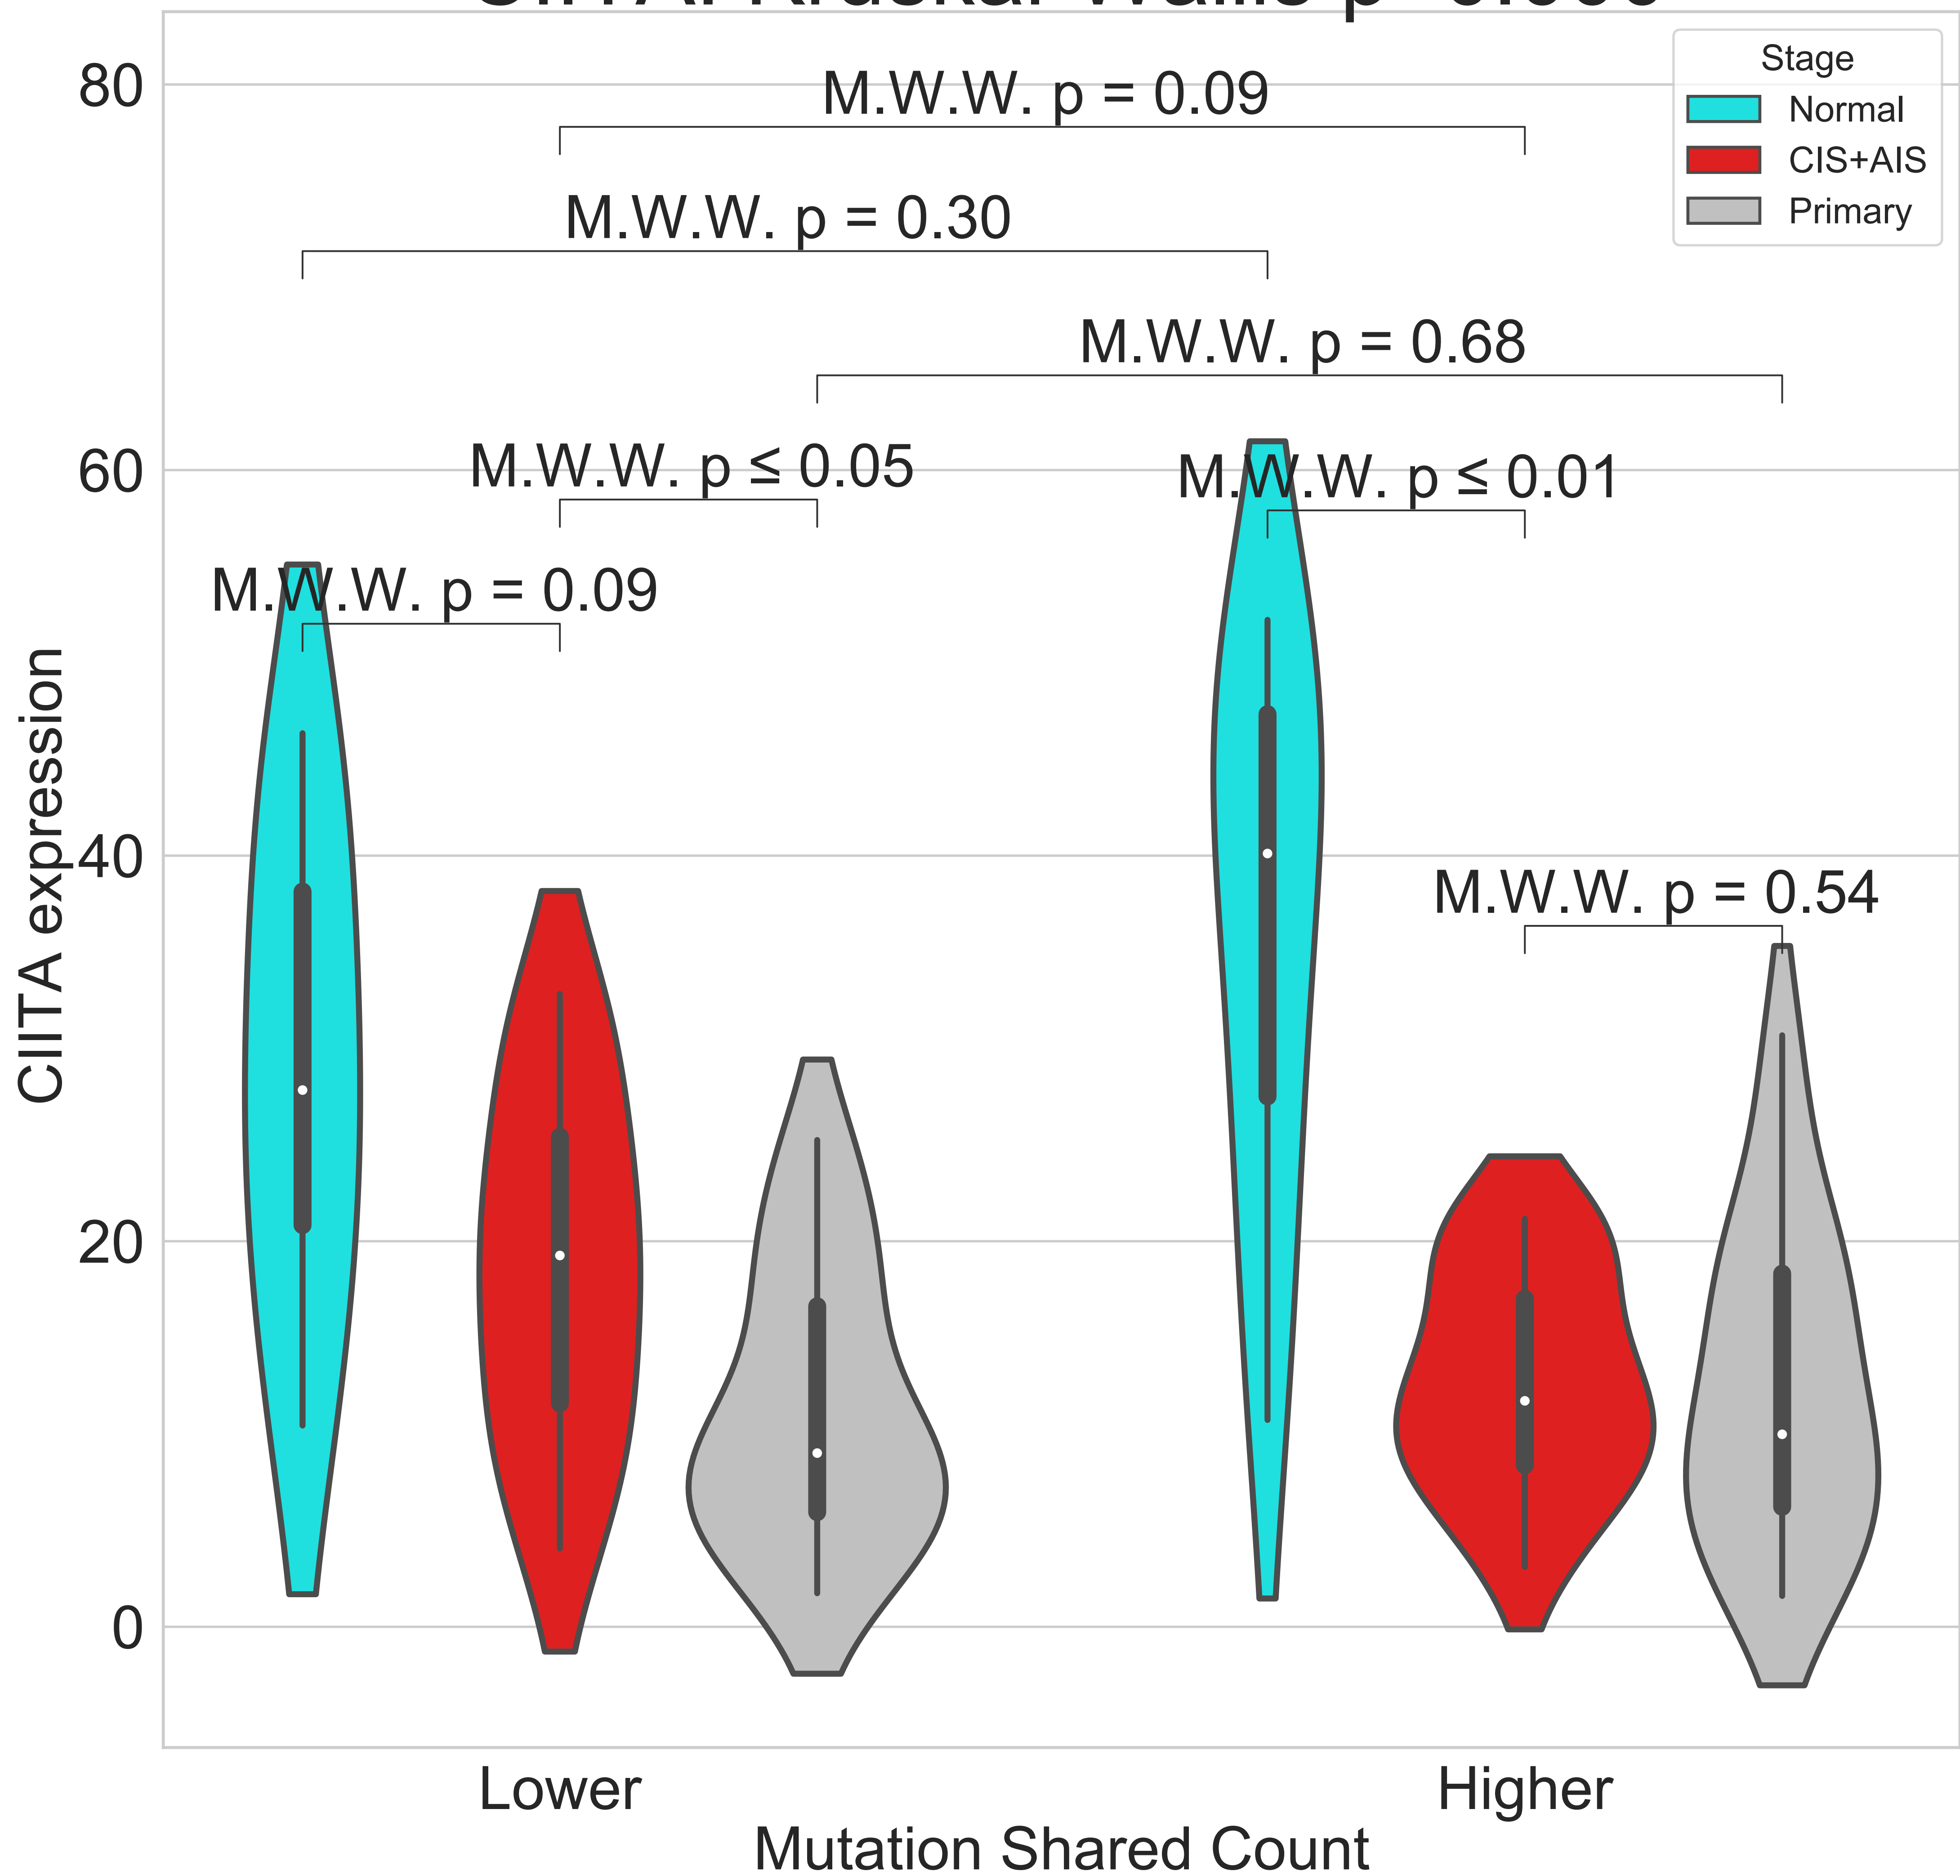 Stage
Normal
CIS+AIS
Primary
80
60
40
20
0
CIITA expression
M.W.W. p = 0.09
M.W.W. p = 0.30
M.W.W. p = 0.68
M.W.W. p ≤ 0.05
M.W.W. p ≤ 0.01
M.W.W. p = 0.09
M.W.W. p = 0.54
Lower
Higher
Mutation Shared Count